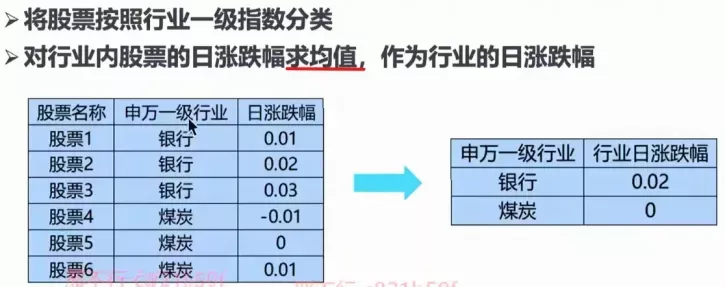 ➢将股票按照行业一级指数分类
➢对行业内股票的日涨跌幅求均值，作为行业的日涨跌幅
股票名称 申万一级行业 日涨跌幅
股票1 银行 0.01
股票2 银行 0.02
股票3 银行 0.03
股票4 煤炭 -0.01
股票5 煤炭 0
股票6 煤炭 0.01
申万一级行业 行业日涨跌幅
银行 0.02
煤炭 0